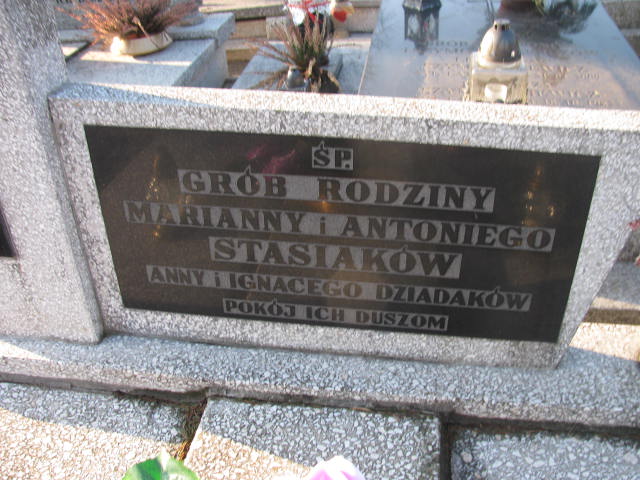 ŚP.
GRÓB RODZINY
MARIANNY i ANTONIEGO
STASIAKÓW
ANNY i IGNACEGO DZIADAKÓW
POKÓJ ICH DUSZOM